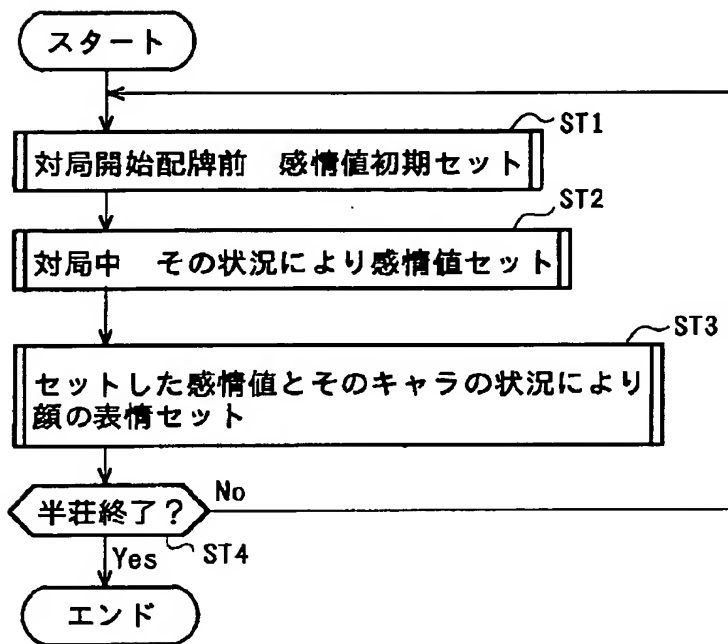 スタート
ST1
対局開始配牌前　感情値初期セット
ST2
対局中　その状況により感情値セット
ST3
セットした感情値とそのキャラの状況により
顔の表情セット
半荘終了？
No
Yes
ST4
エンド